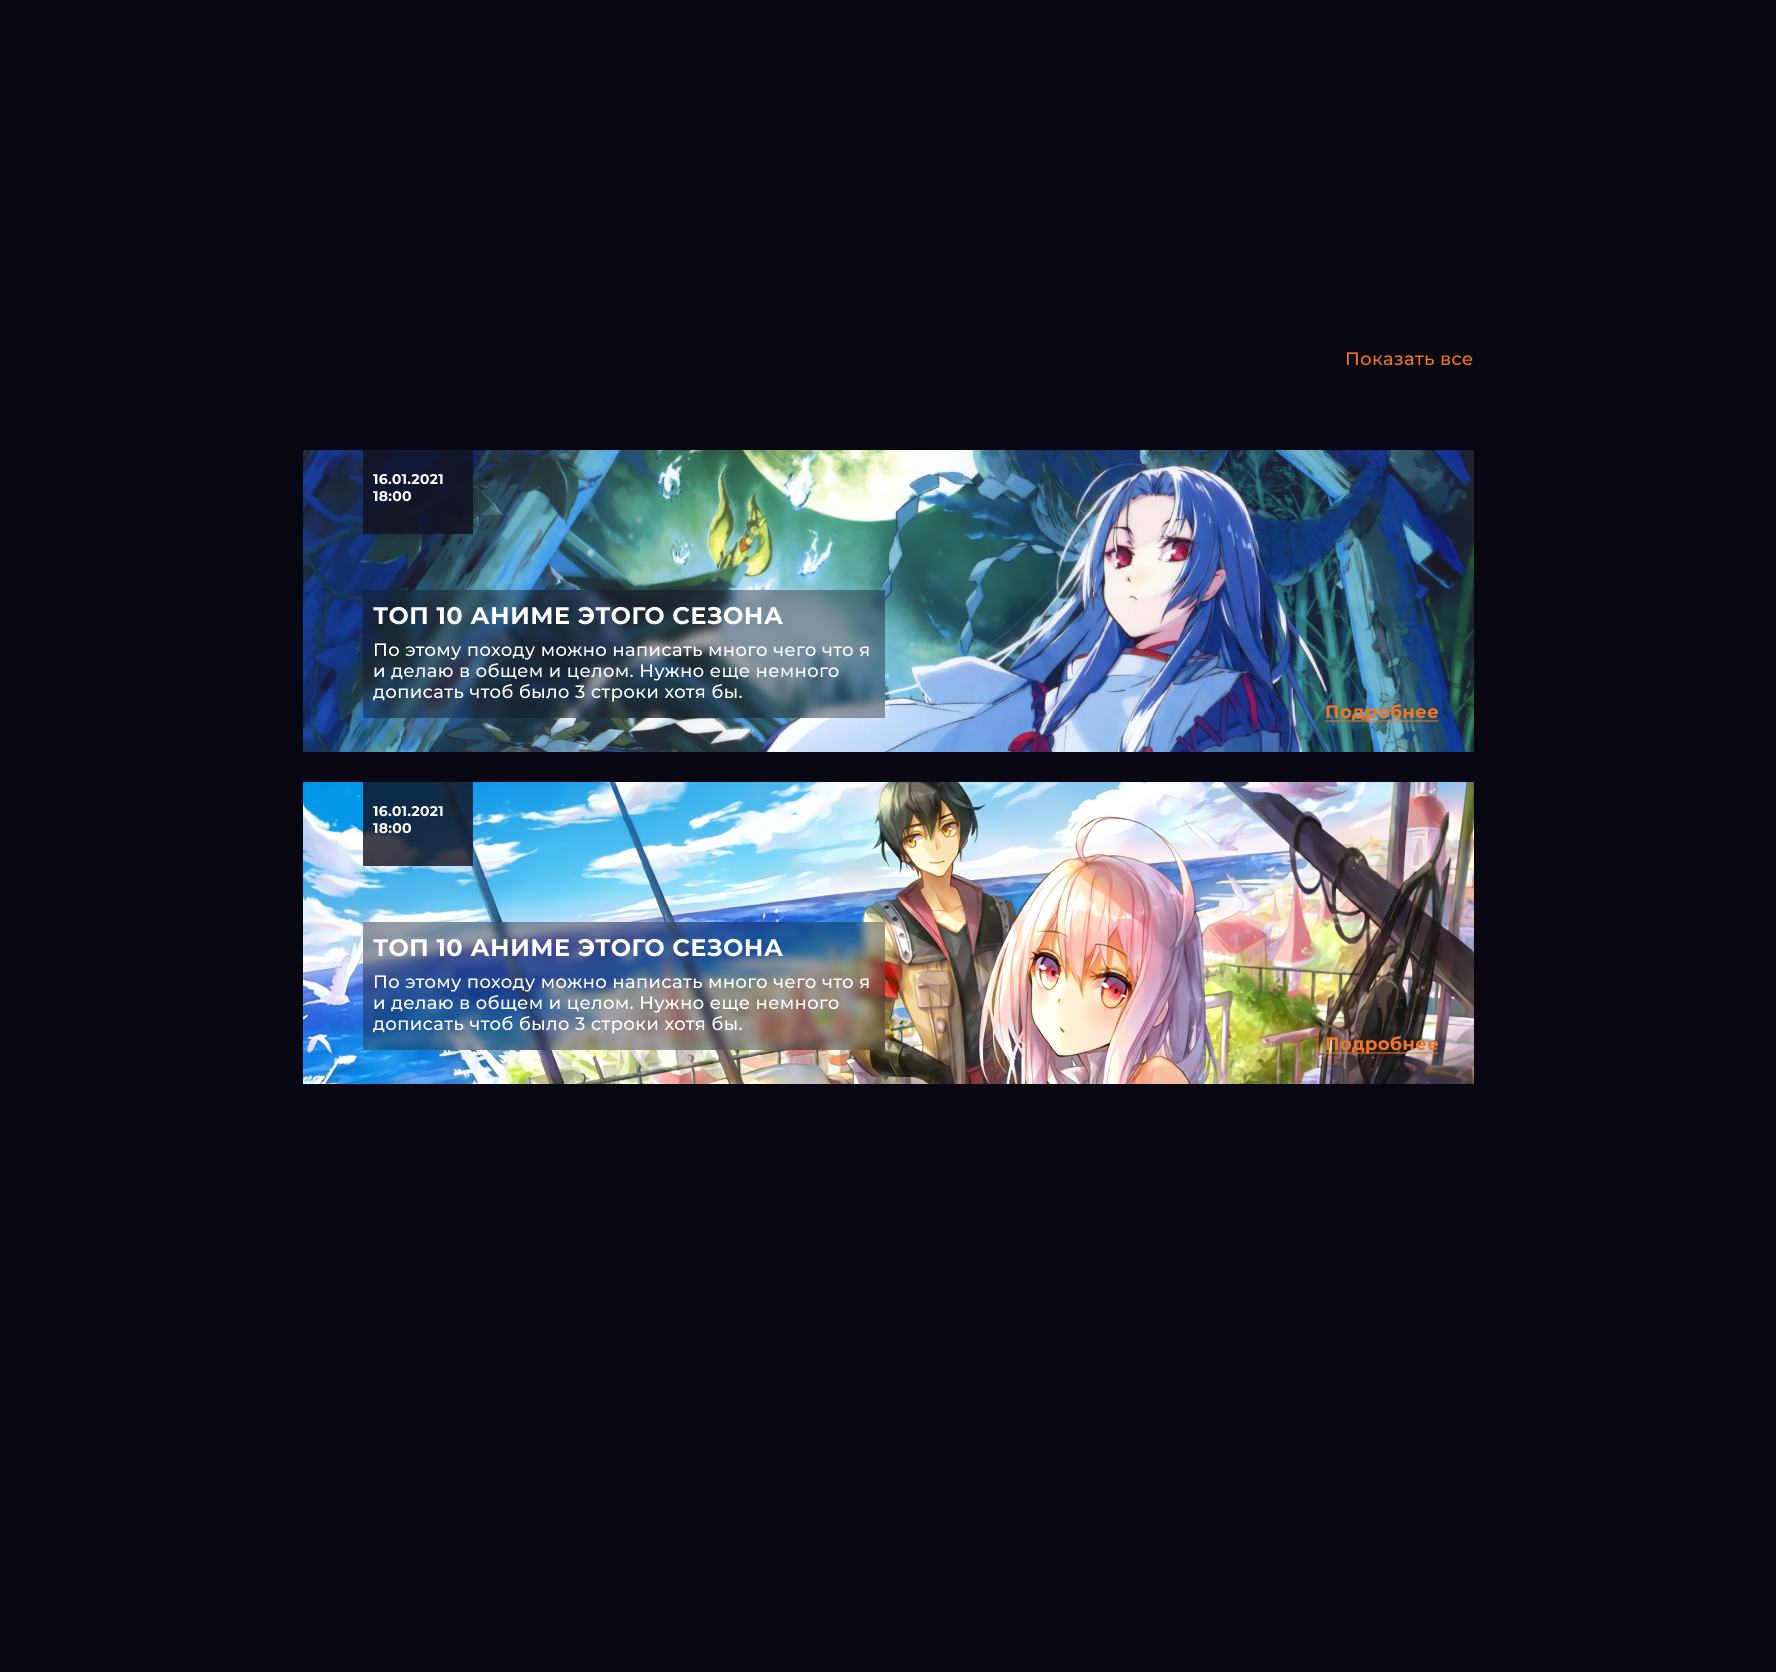 Показать все
16.01.2021
18:00
ТОП 10 АНИМЕ ЭТОГО СЕЗОНА
По этому походу можно написать много чего что я
и делаю в общем и целом. Нужно еще немного
дописать чтоб было 3 строки хотя бы.
Подробнее
16.01.2021
18:00
ТОП 10 АНИМЕ ЭТОГО СЕЗОНА
По этому походу можно написать много чего что я
и делаю в общем и целом. Нужно еще немного
дописать чтоб было 3 строки хотя бы.
Подробнее